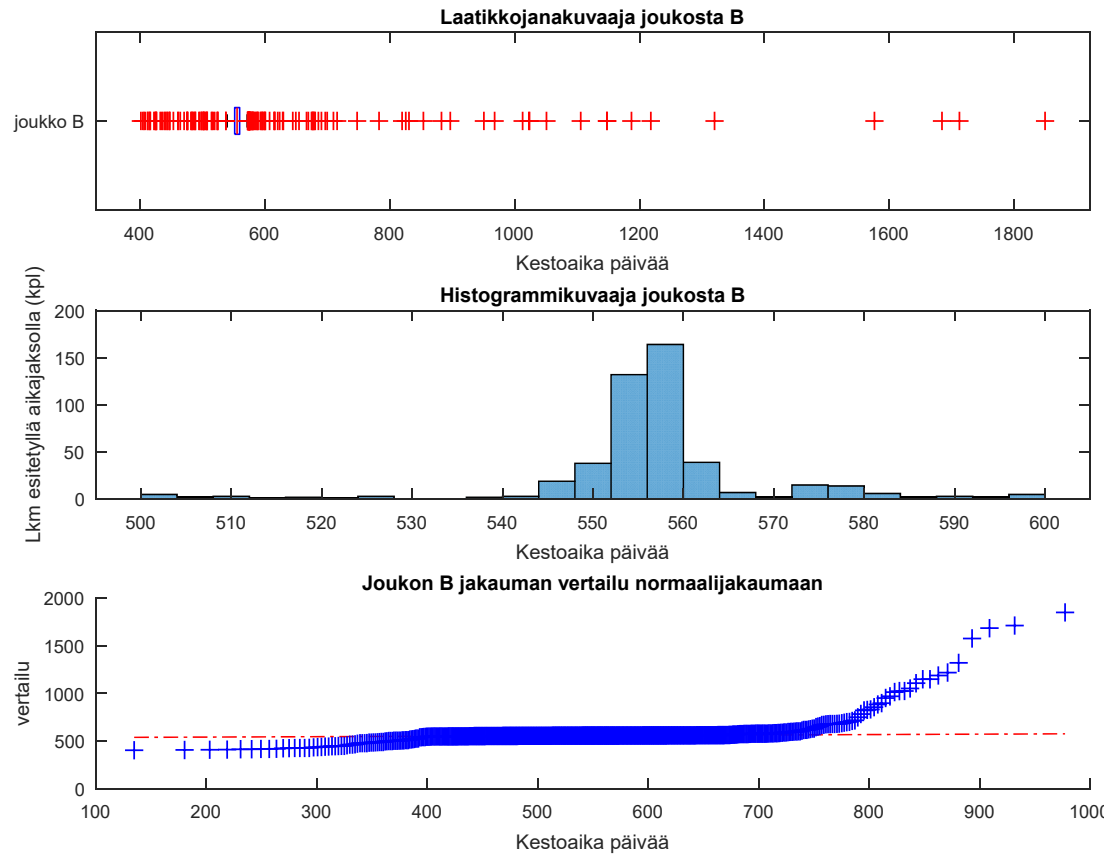 Laatikkojanakuvaaja joukosta B
joukko B
400 600 800 1000 1200 1400 1600 1800
Kestoaika päivää
Histogrammikuvaaja joukosta B
Lkm esitetyllä aikajaksolla (kpl)
200
150
100
50
0
500 510 520 530 540 550 560 570 580 590 600
Kestoaika päivää
Joukon B jakauman vertailu normaalijakaumaan
vertailu
2000
1500
1000
500
0
100 200 300 400 500 600 700 800 900 1000
Kestoaika päivää